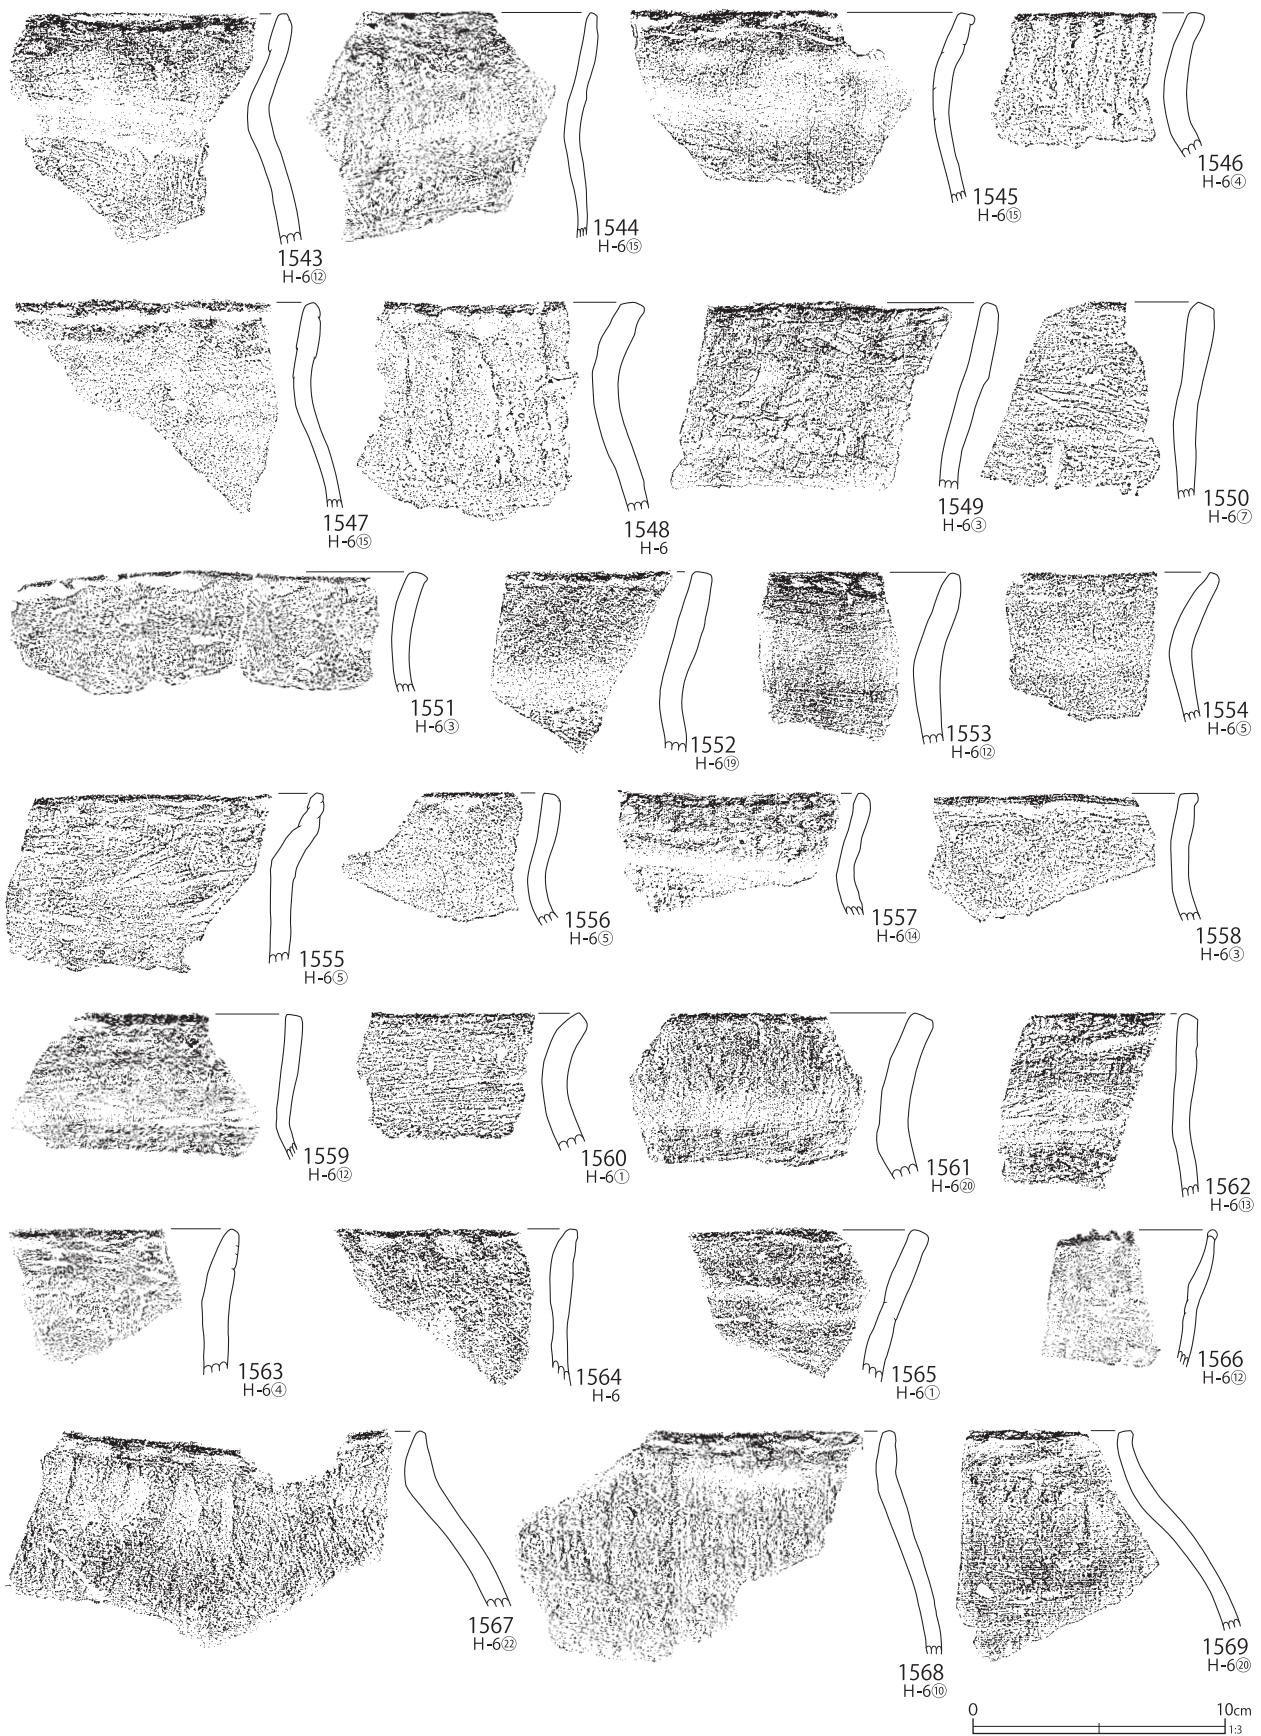 1543
H-6⑫
1544
H-6⑮
1545
H-6⑮
1546
H-6④
1547
H-6⑮
1548
H-6
1549
H-6③
1550
H-6⑦
1551
H-6③
1552
H-6⑲
1553
H-6⑫
1554
H-6⑤
1555
H-6⑤
1556
H-6⑤
1557
H-6⑭
1558
H-6③
1559
H-6⑫
1560
H-6①
1561
H-6⑳
1562
H-6⑬
1563
H-6④
1564
H-6
1565
H-6①
1566
H-6⑫
1567
H-6㉒
1568
H-6⑩
1569
H-6⑳
0 10cm
1:3